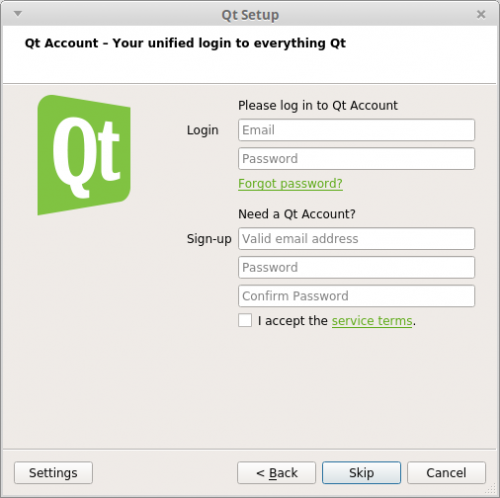 Qt Setup
Qt Account – Your unified login to everything Qt
Qt
Please log in to Qt Account
Login
Email
Password
Forgot password?
Need a Qt Account?
Sign-up
Valid email address
Password
Confirm Password
I accept the service terms.
Settings
< Back
Skip
Cancel